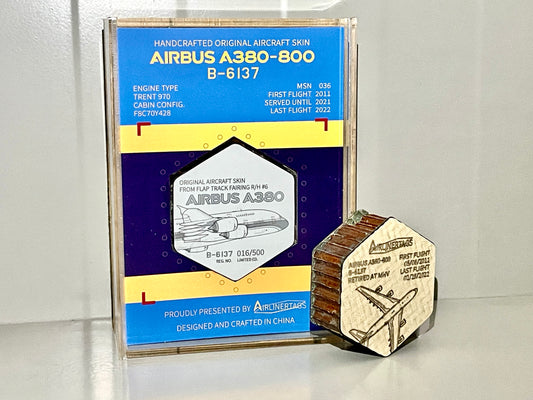 HANDCRAFTED ORIGINAL AIRCRAFT SKIN
AIRBUS A380-800
B-6137
ENGINE TYPE
TRENT 970
CABIN CONFIG.
F8C70Y428
MSN 036
FIRST FLIGHT 2011
SERVED UNTIL 2021
LAST FLIGHT 2022
ORIGINAL AIRCRAFT SKIN
FROM FLAP TRACK FAIRING R/H #6
AIRBUS A380
B-6137 016/500
REG. NO. LIMITED CO.
PROUDLY PRESENTED BY AIRLINERTAGS
DESIGNED AND CRAFTED IN CHINA
AIRLINERTAGS
AIRBUS A380-800
B-6137
RETIRED AT MHV
FIRST FLIGHT
LAST FLIGHT